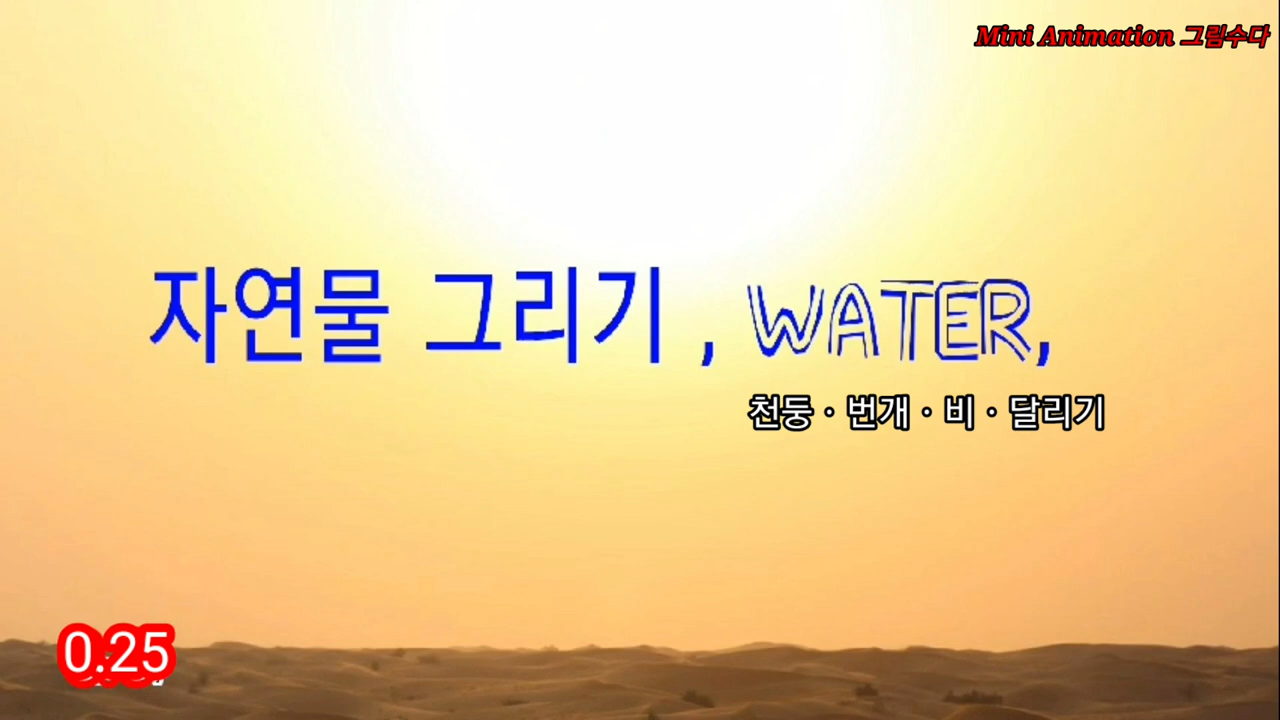 Mini Animation 그림수다
자연물 그리기 , WATER,
천둥 · 번개 · 비 · 달리기
0.25